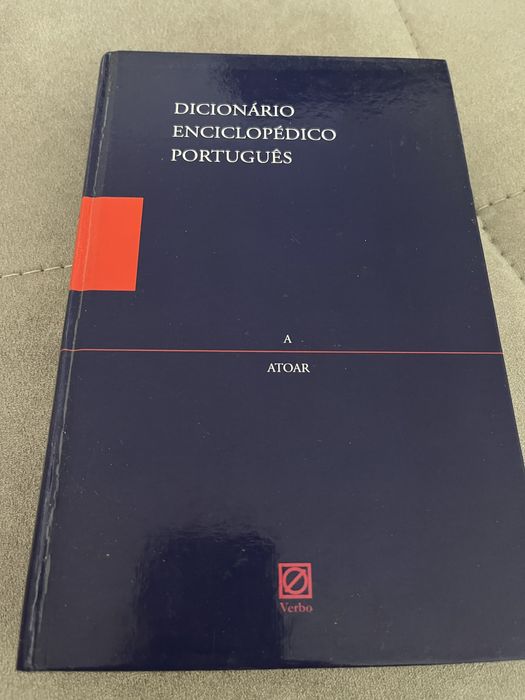 DICIONÁRIO
ENCICLOPÉDICO
PORTUGUÊS
A
ATOAR
Verbo